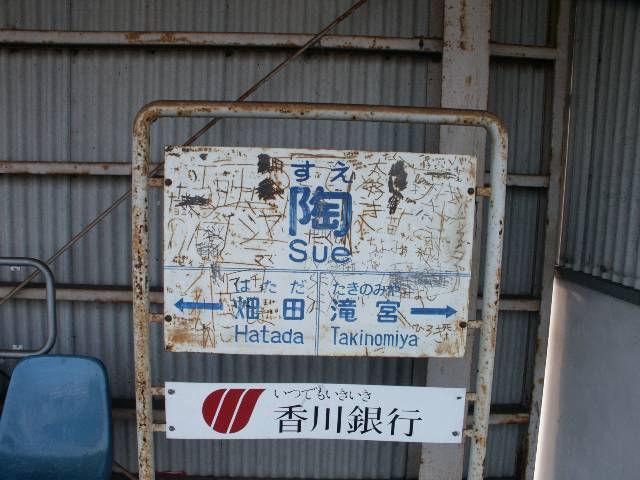 すえ
陶
Sue
はただ たきのみや
畑田 滝宮
Hatada Takinomiya
いつでもいきいき
香川銀行